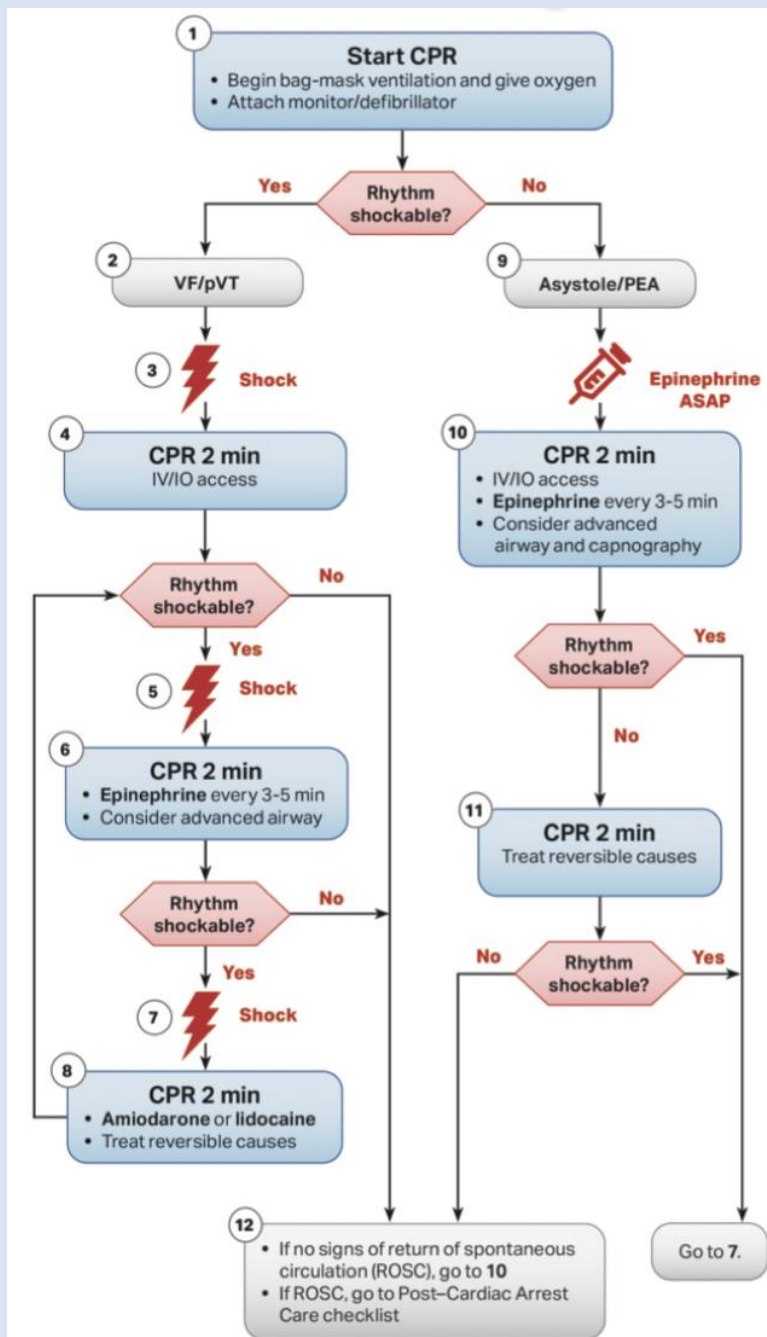 1
Start CPR
• Begin bag-mask ventilation and give oxygen
• Attach monitor/defibrillator
Yes
Rhythm
shockable?
No
2
VF/pVT
9
Asystole/PEA
3
Shock
Epinephrine
ASAP
4
CPR 2 min
IV/IO access
10
CPR 2 min
• IV/IO access
• Epinephrine every 3-5 min
• Consider advanced
airway and capnography
Rhythm
shockable?
No
Yes
Rhythm
shockable?
Yes
No
5
Shock
6
CPR 2 min
• Epinephrine every 3-5 min
• Consider advanced airway
11
CPR 2 min
Treat reversible causes
Rhythm
shockable?
No
Yes
No
Rhythm
shockable?
Yes
7
Shock
8
CPR 2 min
• Amiodarone or lidocaine
• Treat reversible causes
12
• If no signs of return of spontaneous
circulation (ROSC), go to 10
• If ROSC, go to Post–Cardiac Arrest
Care checklist
Go to 7.